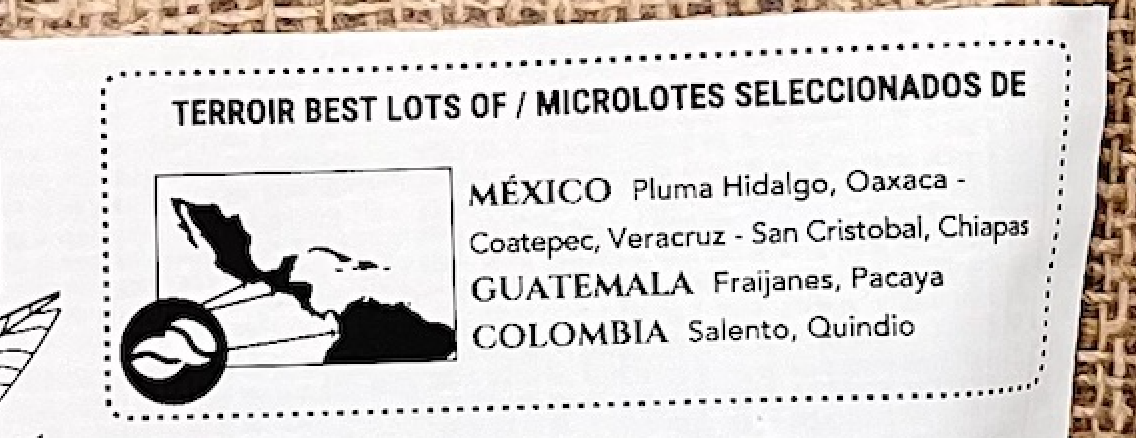 TERROIR BEST LOTS OF / MICROLOTES SELECCIONADOS DE
MÉXICO Pluma Hidalgo, Oaxaca -
Coatepec, Veracruz - San Cristobal, Chiapas
GUATEMALA Fraijanes, Pacaya
COLOMBIA Salento, Quindio